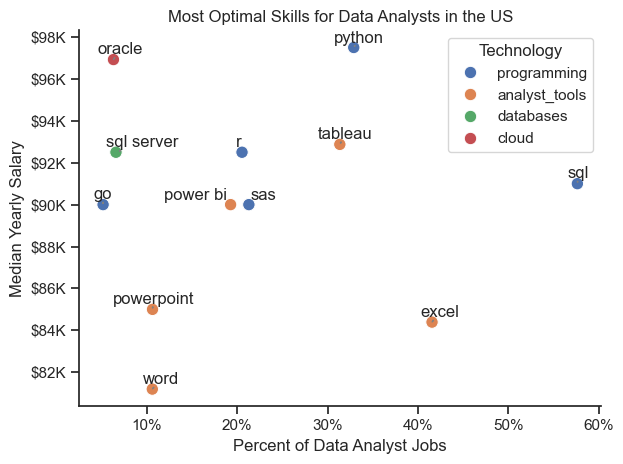 Most Optimal Skills for Data Analysts in the US
$98K
$96K
$94K
$92K
$90K
$88K
$86K
$84K
$82K
Median Yearly Salary
python
oracle
Technology
programming
analyst_tools
databases
cloud
tableau
sql server
r
sql
go
power bi
sas
powerpoint
excel
word
10%
20%
30%
40%
50%
60%
Percent of Data Analyst Jobs